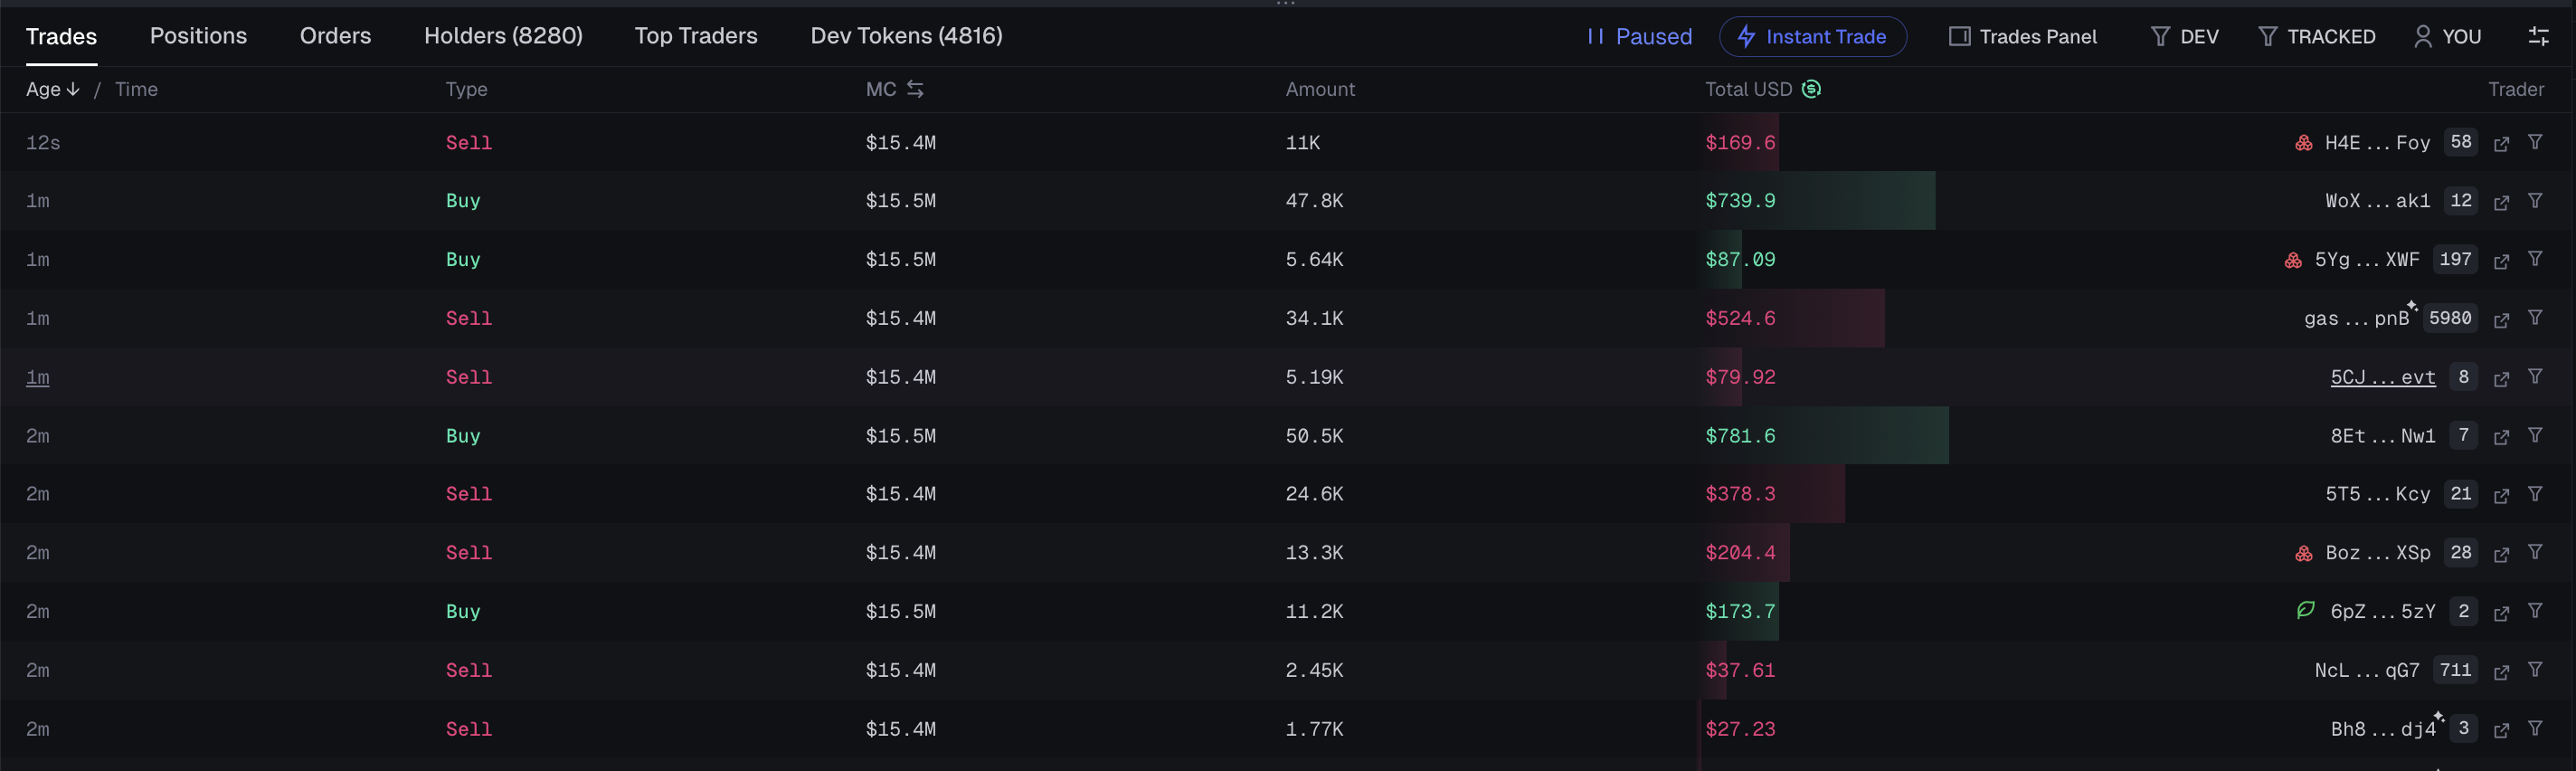 Trades Positions Orders Holders (8280) Top Traders Dev Tokens (4816) Paused Instant Trade Trades Panel DEV TRACKED YOU
Age ↓ / Time Type MC Amount Total USD Trader
12s Sell $15.4M 11K $169.6 H4E...Foy 58
1m Buy $15.5M 47.8K $739.9 WoX...ak1 12
1m Buy $15.5M 5.64K $87.09 5Yg...XWF 197
1m Sell $15.4M 34.1K $524.6 gas...pnB 5980
1m Sell $15.4M 5.19K $79.92 5CJ...evt 8
2m Buy $15.5M 50.5K $781.6 8Et...Nw1 7
2m Sell $15.4M 24.6K $378.3 5T5...Kcy 21
2m Sell $15.4M 13.3K $204.4 Boz...XSp 28
2m Buy $15.5M 11.2K $173.7 6pZ...5zY 2
2m Sell $15.4M 2.45K $37.61 NcL...qG7 711
2m Sell $15.4M 1.77K $27.23 Bh8...dj4 3